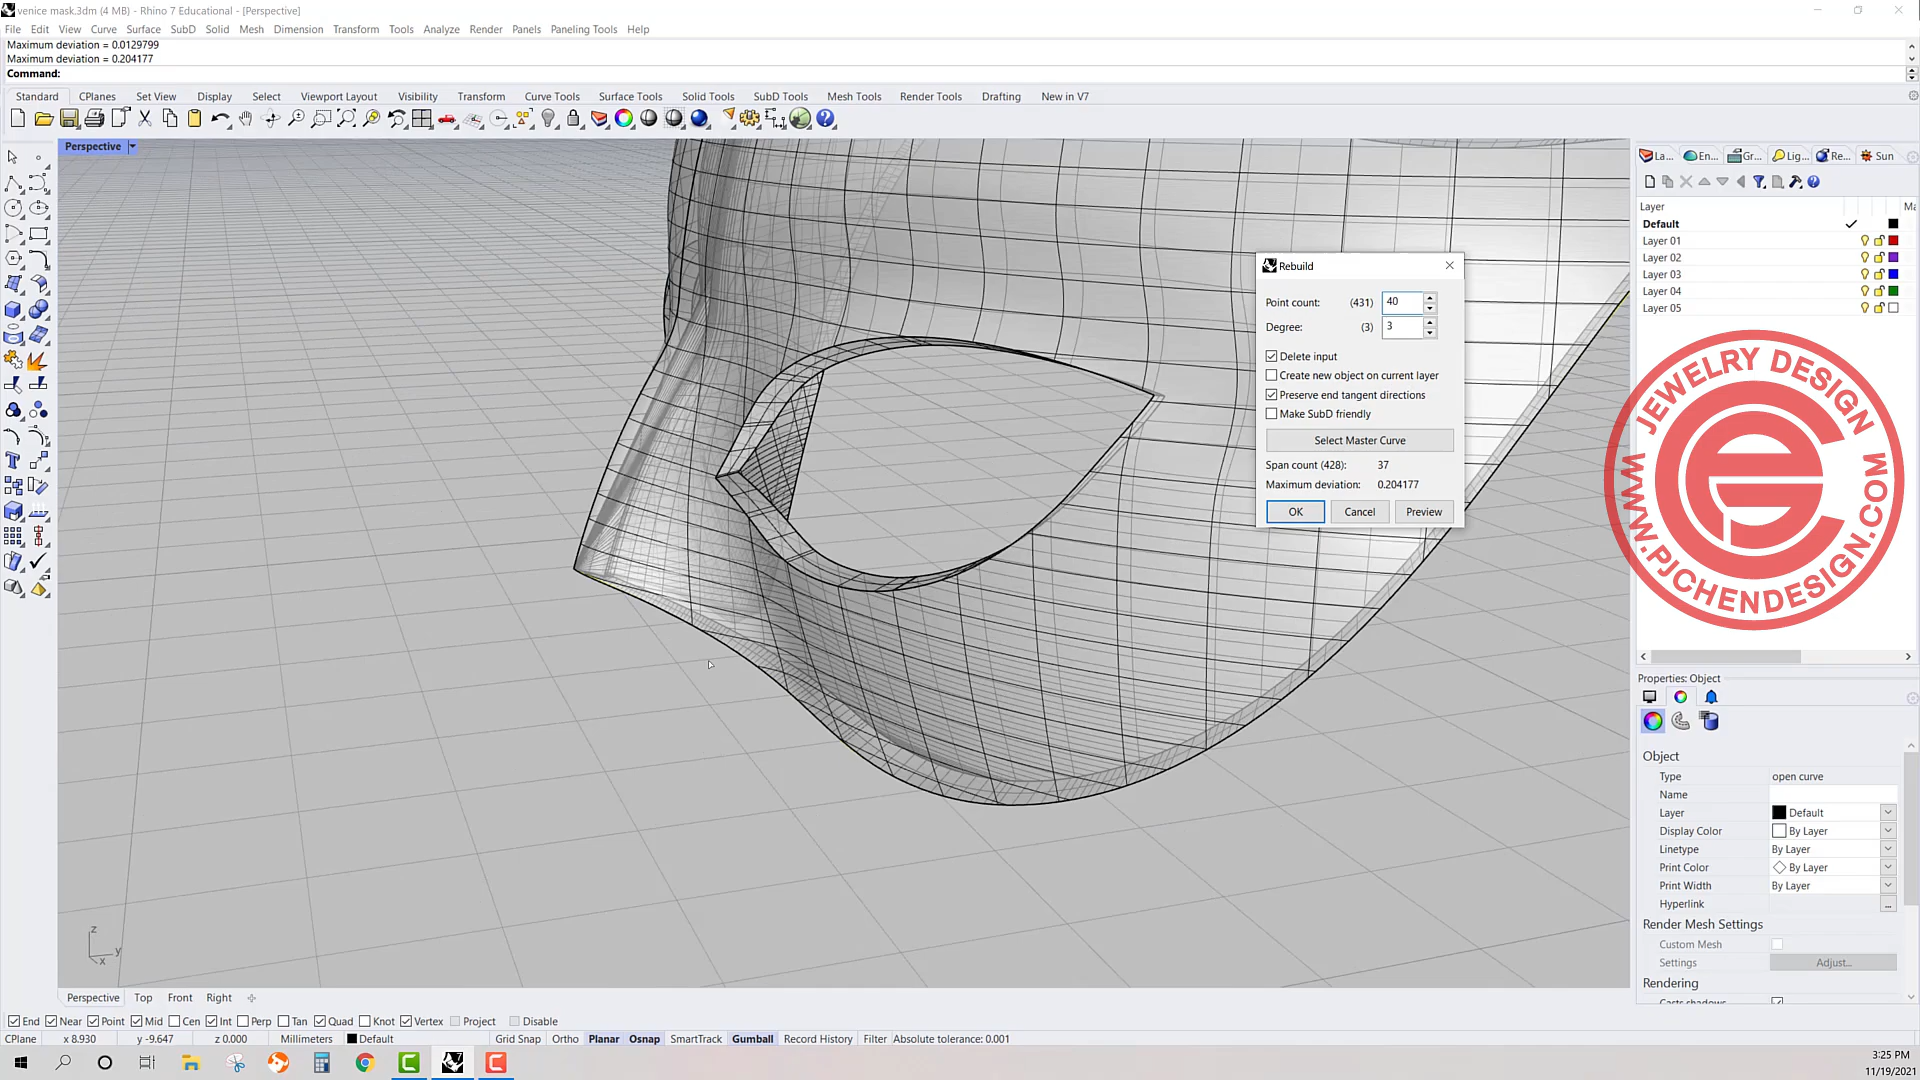 venice mask.3dm (4 MB) - Rhino 7 Educational - [Perspective]
File Edit View Curve Surface SubD Solid Mesh Dimension Transform Tools Analyze Render Panels Paneling Tools Help
Maximum deviation = 0.0129799
Maximum deviation = 0.204177
Command:
Standard CPlanes Set View Display Select Viewport Layout Visibility Transform Curve Tools Surface Tools Solid Tools SubD Tools Mesh Tools Render Tools Drafting New in V7
Perspective
La... En... Gr... Lig... Re... Sun
Layer Ma
Default
Layer 01
Layer 02
Layer 03
Layer 04
Layer 05
Rebuild
Point count: (431) 40
Degree: (3) 3
Delete input
Create new object on current layer
Preserve end tangent directions
Make SubD friendly
Select Master Curve
Span count (428): 37
Maximum deviation: 0.204177
OK Cancel Preview
JEWELRY DESIGN
WWW.PJCHENDESIGN.COM
Properties: Object
Object
Type open curve
Name
Layer Default
Display Color By Layer
Linetype By Layer
Print Color By Layer
Print Width By Layer
Hyperlink ...
Render Mesh Settings
Custom Mesh
Settings Adjust...
Rendering
Casts shadows
z
y
x
Perspective Top Front Right
End Near Point Mid Cen Int Perp Tan Quad Knot Vertex Project Disable
CPlane x 8.930 y -9.647 z 0.000 Millimeters Default Grid Snap Ortho Planar Osnap SmartTrack Gumball Record History Filter Absolute tolerance: 0.001
3:25 PM
11/19/2021